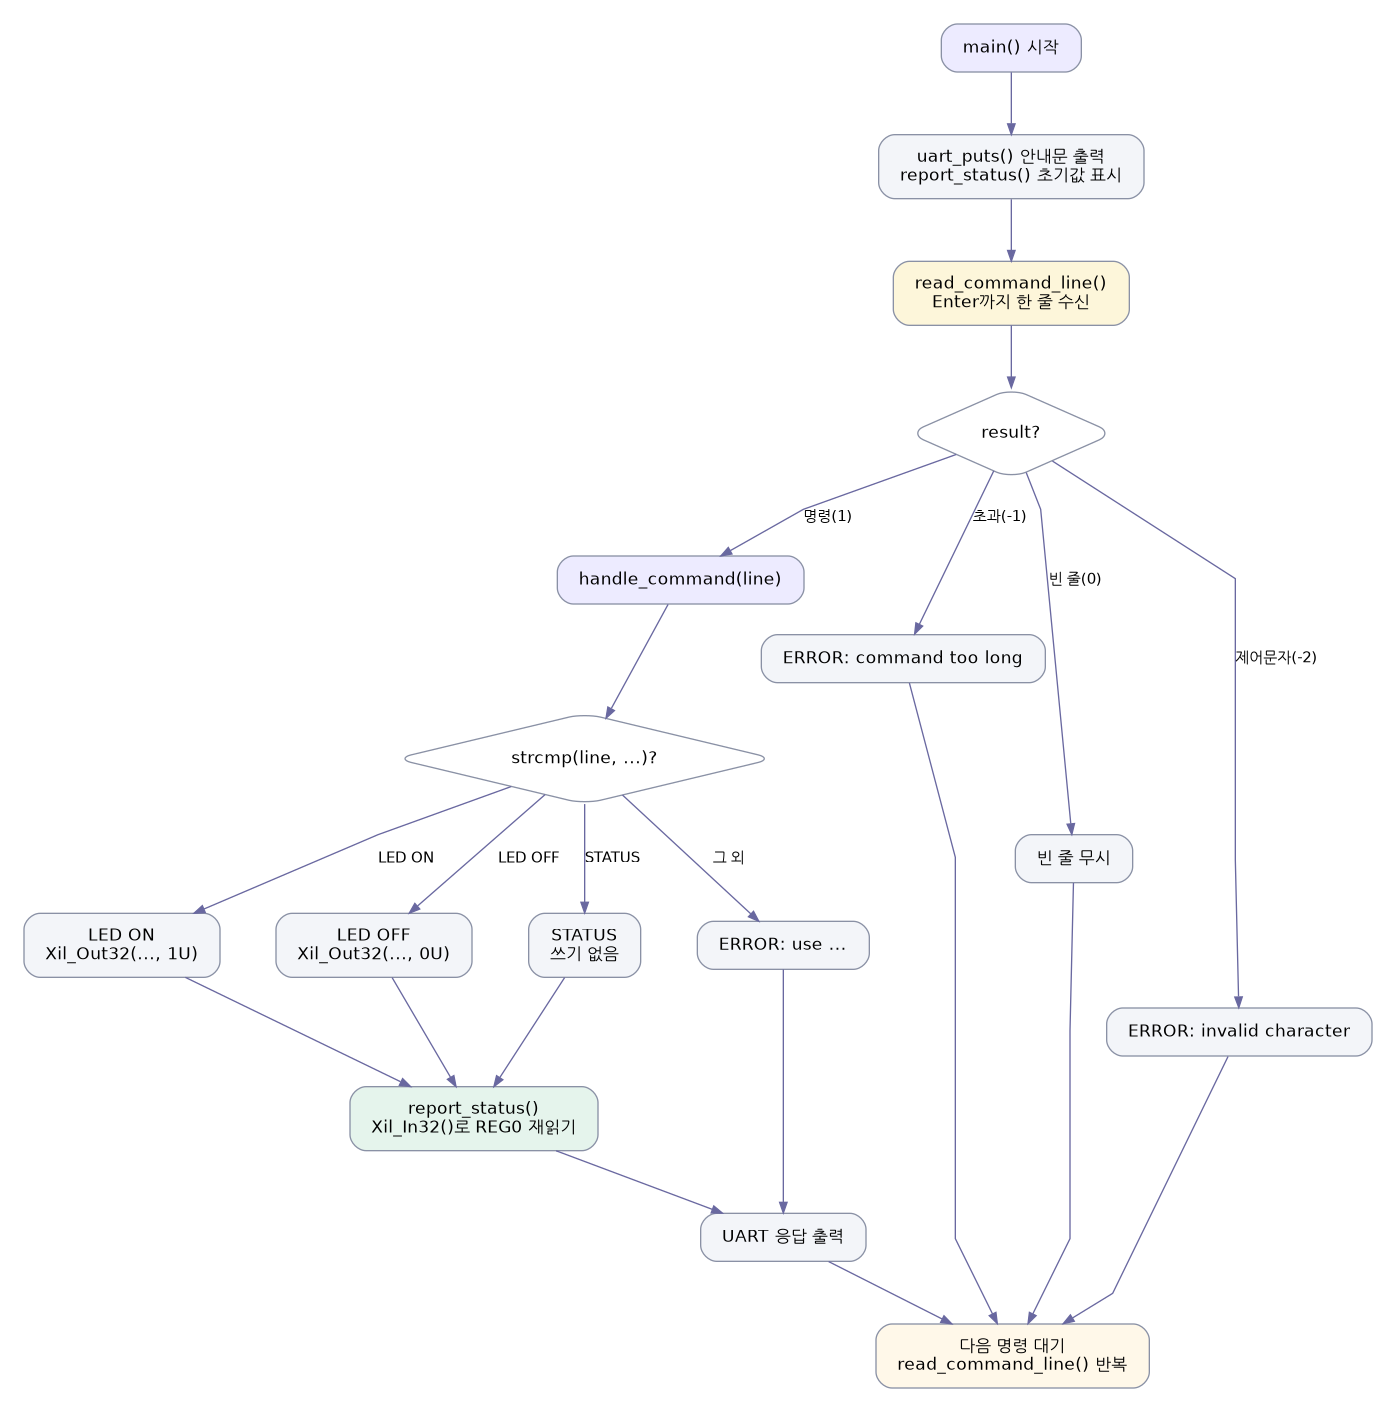 main() 시작
uart_puts() 안내문 출력
report_status() 초기값 표시
read_command_line()
Enter까지 한 줄 수신
result?
명령(1)
초과(-1)
빈 줄(0)
제어문자(-2)
handle_command(line)
ERROR: command too long
strcmp(line, ...)?
LED ON
LED OFF
STATUS
그 외
빈 줄 무시
LED ON
Xil_Out32(..., 1U)
LED OFF
Xil_Out32(..., 0U)
STATUS
쓰기 없음
ERROR: use ...
ERROR: invalid character
report_status()
Xil_In32()로 REG0 재읽기
UART 응답 출력
다음 명령 대기
read_command_line() 반복